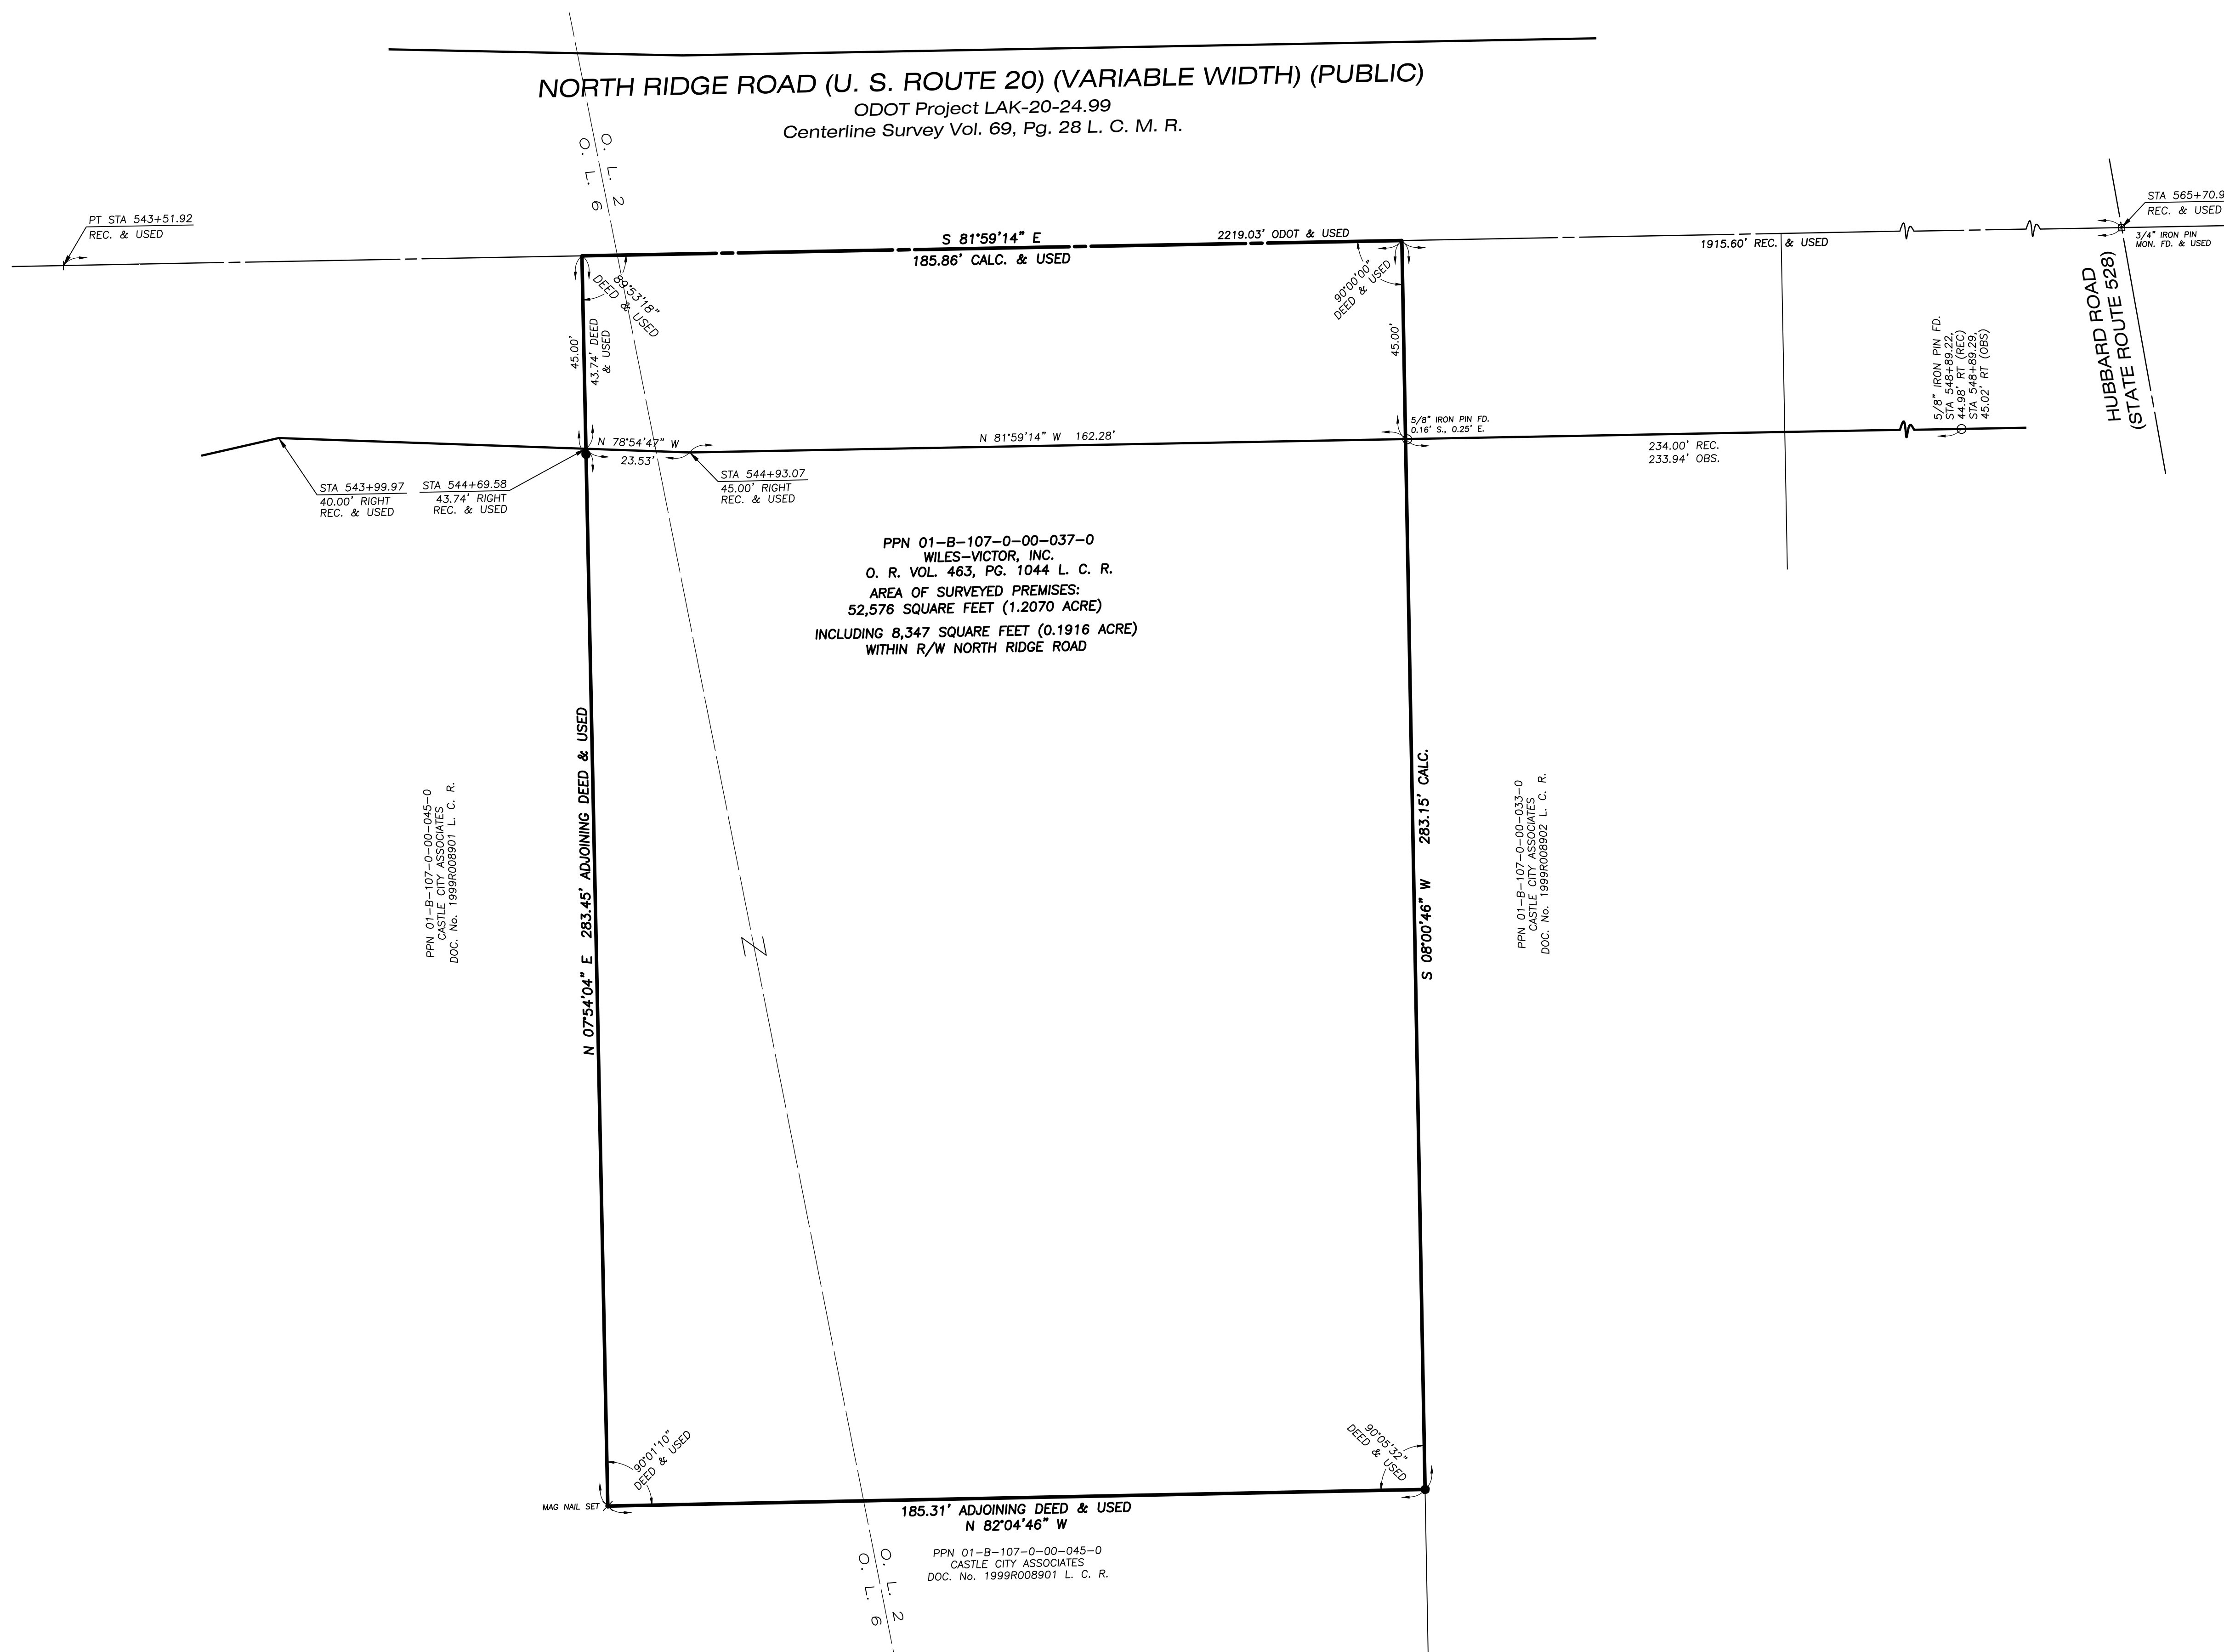 NORTH RIDGE ROAD (U. S. ROUTE 20) (VARIABLE WIDTH) (PUBLIC)
ODOT Project LAK-20-24.99
Centerline Survey Vol. 69, Pg. 28 L. C. M. R.
O. L. 2
O. L. 6
PT STA 543+51.92
REC. & USED
S 81°59'14" E
185.86' CALC. & USED
2219.03' ODOT & USED
1915.60' REC. & USED
STA 565+70.9
REC. & USED
3/4" IRON PIN
MON. FD. & USED
HUBBARD ROAD
(STATE ROUTE 528)
89°53'18"
DEED & USED
90°00'00"
DEED & USED
45.00'
43.74' DEED
& USED
45.00'
5/8" IRON PIN FD.
STA 548+89.22,
44.98' RT (REC)
STA 548+89.29,
45.02' RT (OBS)
N 78°54'47" W
23.53'
N 81°59'14" W 162.28'
5/8" IRON PIN FD.
0.16' S., 0.25' E.
234.00' REC.
233.94' OBS.
STA 543+99.97
40.00' RIGHT
REC. & USED
STA 544+69.58
43.74' RIGHT
REC. & USED
STA 544+93.07
45.00' RIGHT
REC. & USED
PPN 01-B-107-0-00-037-0
WILES-VICTOR, INC.
O. R. VOL. 463, PG. 1044 L. C. R.
AREA OF SURVEYED PREMISES:
52,576 SQUARE FEET (1.2070 ACRE)
INCLUDING 8,347 SQUARE FEET (0.1916 ACRE)
WITHIN R/W NORTH RIDGE ROAD
PPN 01-B-107-0-00-045-0
CASTLE CITY ASSOCIATES
DOC. No. 1999R008901 L. C. R.
N 07°54'04" E 283.45' ADJOINING DEED & USED
Z
S 08°00'46" W 283.15' CALC.
PPN 01-B-107-0-00-033-0
CASTLE CITY ASSOCIATES
DOC. No. 1999R008902 L. C. R.
90°01'10"
DEED & USED
90°05'32"
DEED & USED
MAG NAIL SET
185.31' ADJOINING DEED & USED
N 82°04'46" W
PPN 01-B-107-0-00-045-0
CASTLE CITY ASSOCIATES
DOC. No. 1999R008901 L. C. R.
O. L. 2
O. L. 6